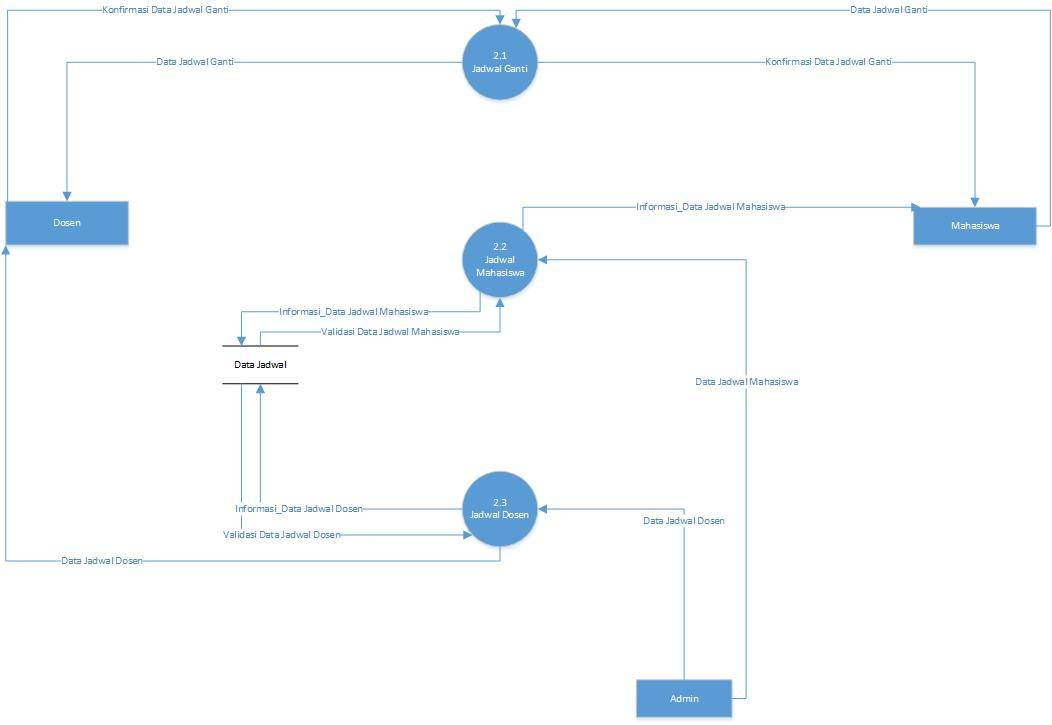 Konfirmasi Data Jadwal Ganti
Data Jadwal Ganti
2.1
Jadwal Ganti
Data Jadwal Ganti
Konfirmasi Data Jadwal Ganti
Dosen
Informasi_Data Jadwal Mahasiswa
Mahasiswa
2.2
Jadwal
Mahasiswa
Informasi_Data Jadwal Mahasiswa
Validasi Data Jadwal Mahasiswa
Data Jadwal
Data Jadwal Mahasiswa
2.3
Jadwal Dosen
Informasi_Data Jadwal Dosen
Data Jadwal Dosen
Validasi Data Jadwal Dosen
Data Jadwal Dosen
Admin